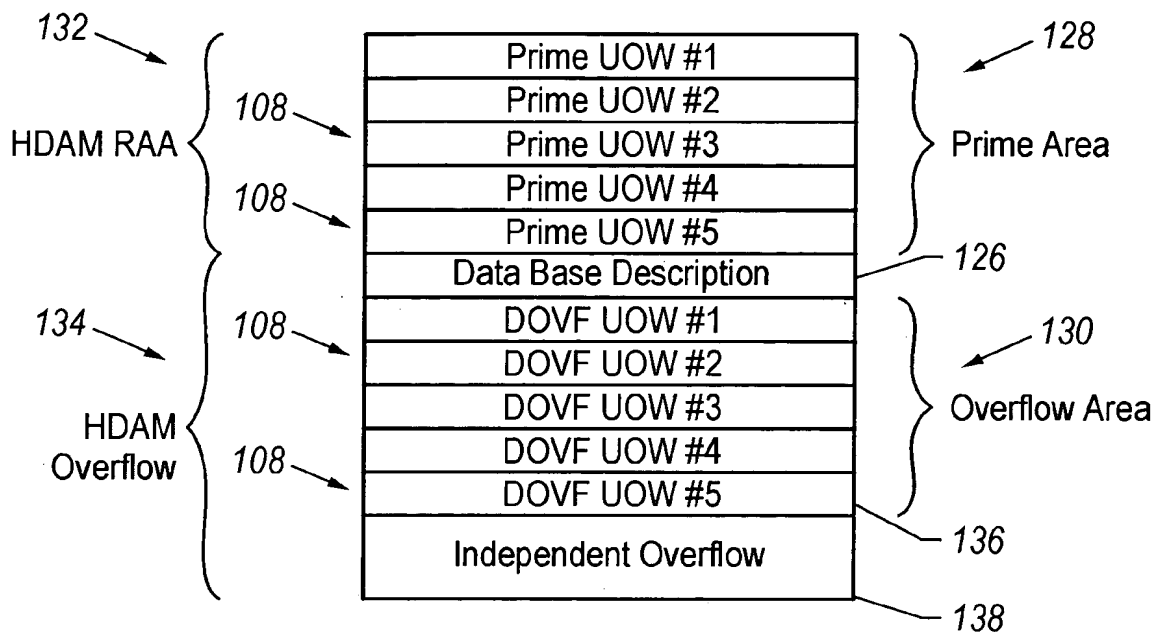 132
128
Prime UOW #1
Prime UOW #2
108
HDAM RAA
Prime UOW #3
Prime Area
Prime UOW #4
108
Prime UOW #5
Data Base Description
126
134
108
DOVF UOW #1
130
DOVF UOW #2
DOVF UOW #3
Overflow Area
HDAM
Overflow
DOVF UOW #4
108
DOVF UOW #5
136
Independent Overflow
138